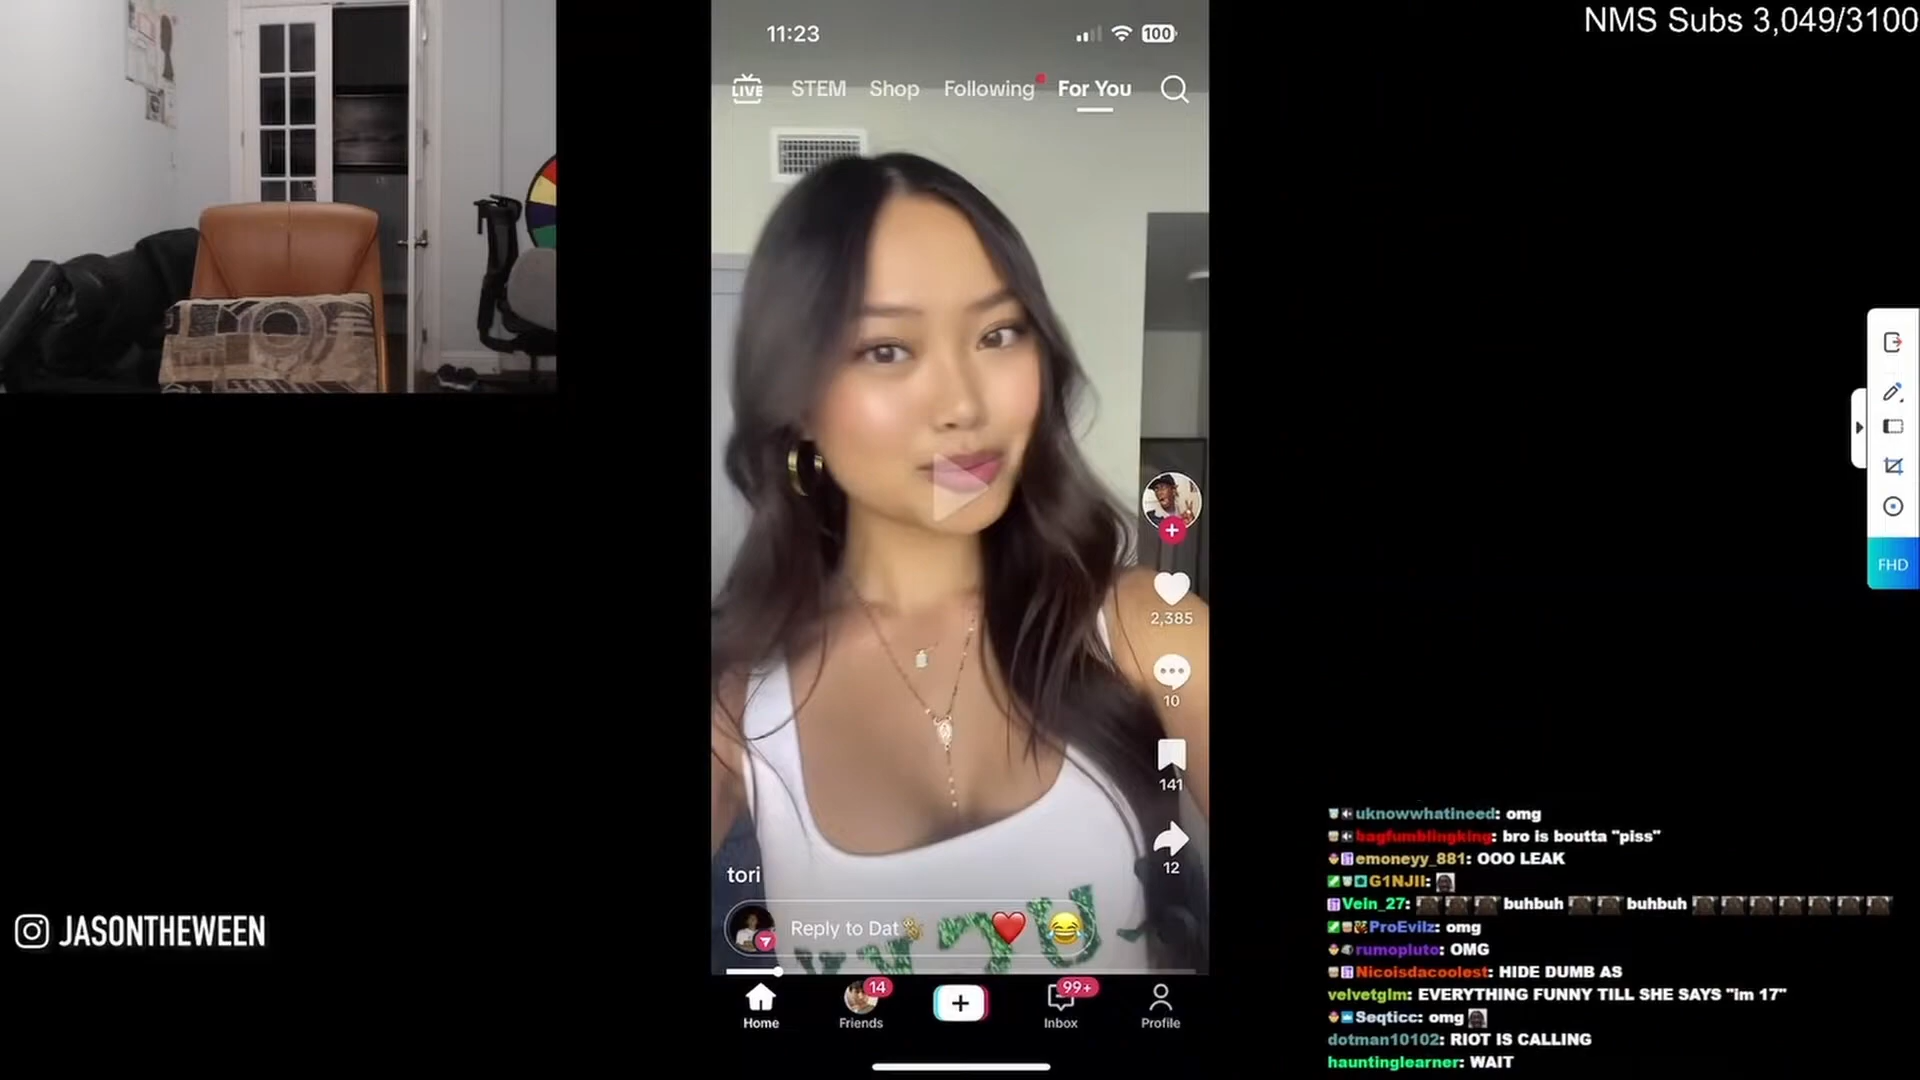 NMS Subs 3,049/3100
11:23
100
LIVE
STEM
Shop
Following
For You
2,385
10
141
12
tori
Reply to Dat
14
99+
Home
Friends
Inbox
Profile
FHD
JASONTHEWEEN
uknowwhatineed: omg
bagfumblingking: bro is boutta "piss"
emoneyy_881: OOO LEAK
G1NJII:
Vein_27: buhbuh buhbuh
ProEvilz: omg
rumopluto: OMG
Nicoisdacoolest: HIDE DUMB AS
velvetglm: EVERYTHING FUNNY TILL SHE SAYS "im 17"
Seqticc: omg
dotman10102: RIOT IS CALLING
hauntinglearner: WAIT